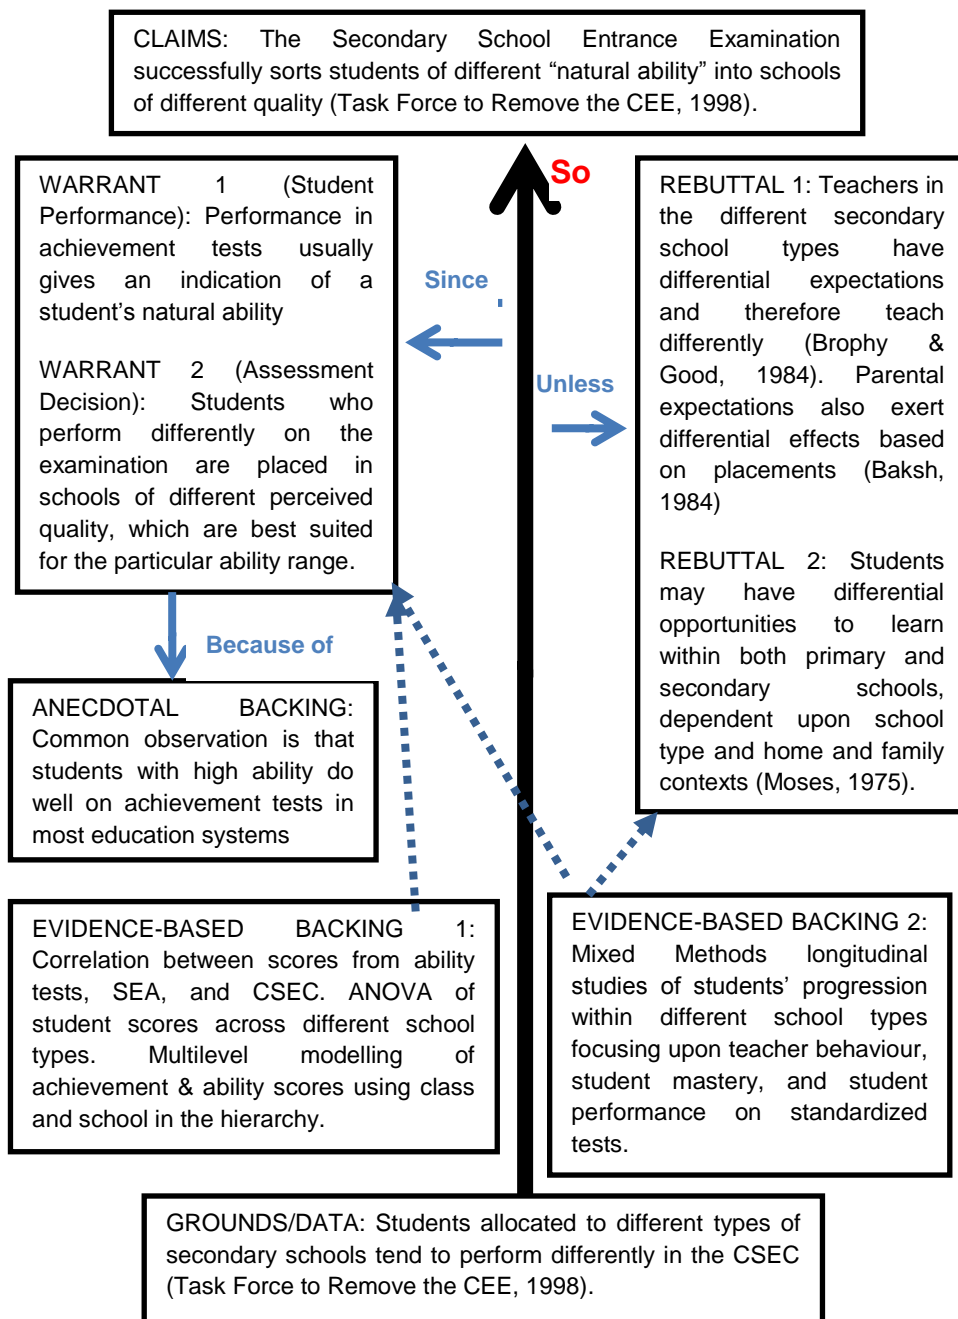 CLAIMS: The Secondary School Entrance Examination
successfully sorts students of different “natural ability” into schools
of different quality (Task Force to Remove the CEE, 1998).
So
WARRANT 1 (Student
Performance): Performance in
achievement tests usually
gives an indication of a
student’s natural ability
WARRANT 2 (Assessment
Decision): Students who
perform differently on the
examination are placed in
schools of different perceived
quality, which are best suited
for the particular ability range.
Since
Unless
REBUTTAL 1: Teachers in
the different secondary
school types have
differential expectations
and therefore teach
differently (Brophy &
Good, 1984). Parental
expectations also exert
differential effects based
on placements (Baksh,
1984)
REBUTTAL 2: Students
may have differential
opportunities to learn
within both primary and
secondary schools,
dependent upon school
type and home and family
contexts (Moses, 1975).
Because of
ANECDOTAL BACKING:
Common observation is that
students with high ability do
well on achievement tests in
most education systems
EVIDENCE-BASED BACKING 1:
Correlation between scores from ability
tests, SEA, and CSEC. ANOVA of
student scores across different school
types. Multilevel modelling of
achievement & ability scores using class
and school in the hierarchy.
EVIDENCE-BASED BACKING 2:
Mixed Methods longitudinal
studies of students’ progression
within different school types
focusing upon teacher behaviour,
student mastery, and student
performance on standardized
tests.
GROUNDS/DATA: Students allocated to different types of
secondary schools tend to perform differently in the CSEC
(Task Force to Remove the CEE, 1998).